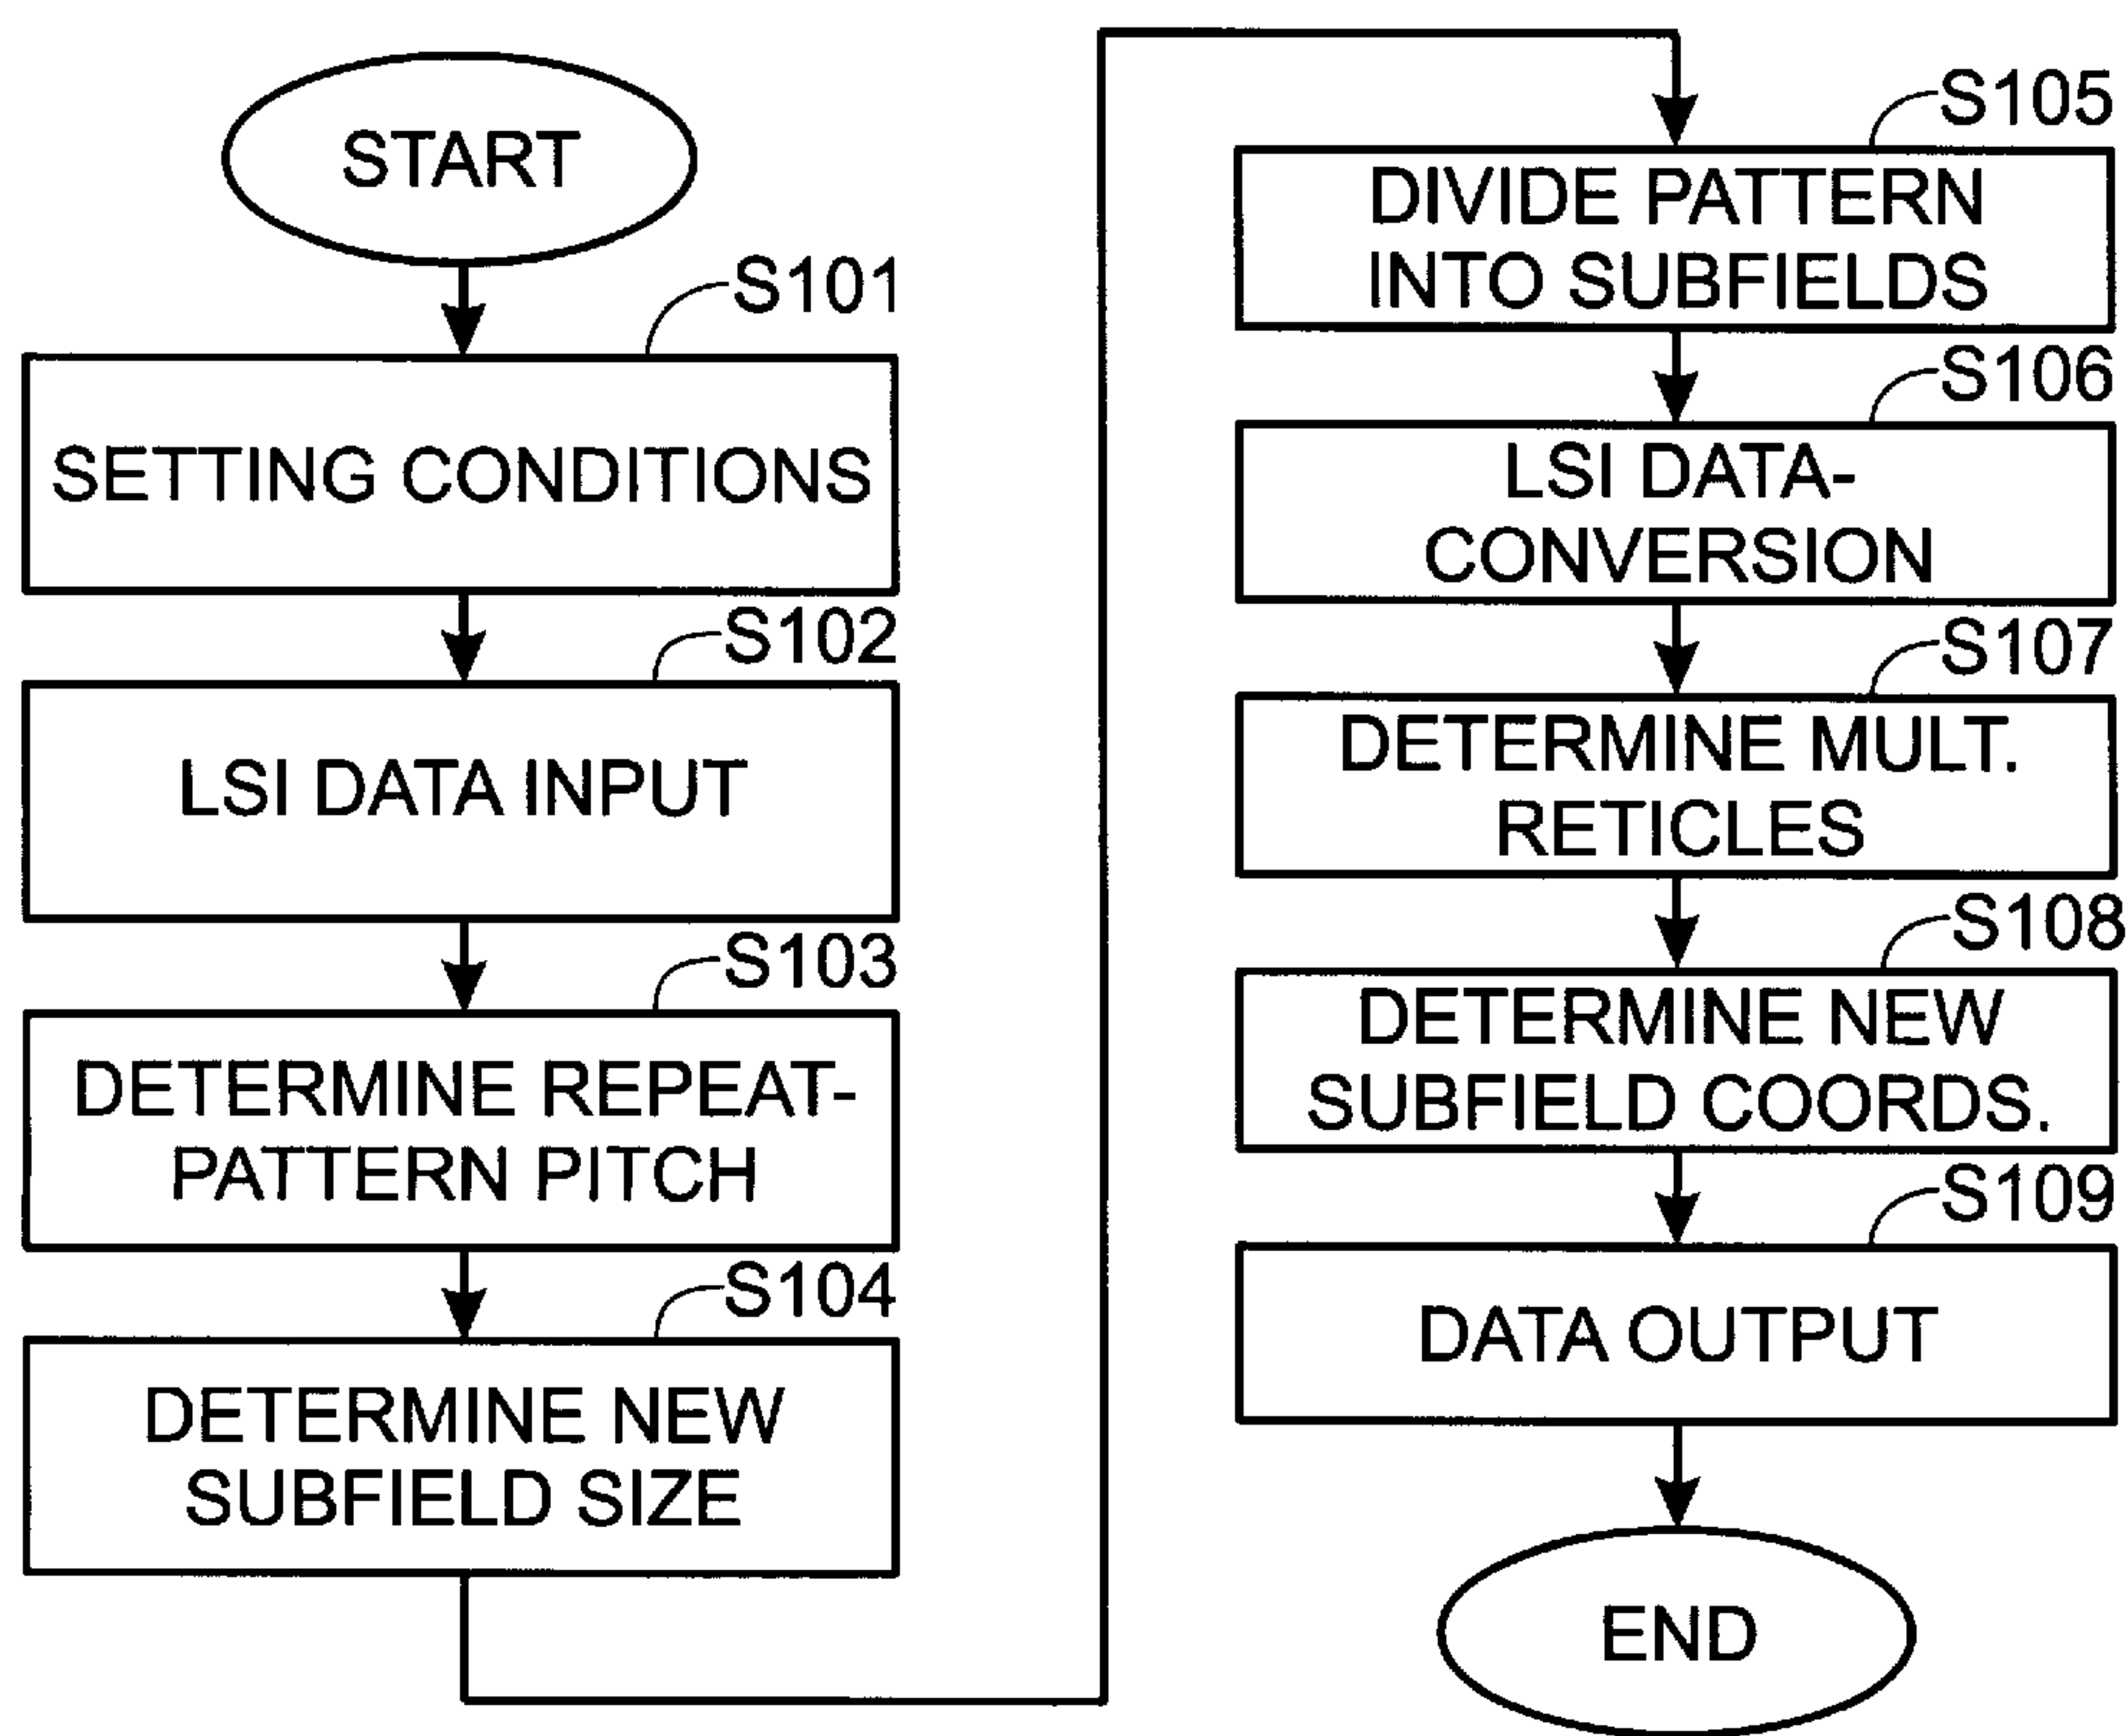 START
S101
SETTING CONDITIONS
S102
LSI DATA INPUT
S103
DETERMINE REPEAT-
PATTERN PITCH
S104
DETERMINE NEW
SUBFIELD SIZE
S105
DIVIDE PATTERN
INTO SUBFIELDS
S106
LSI DATA-
CONVERSION
S107
DETERMINE MULT.
RETICLES
S108
DETERMINE NEW
SUBFIELD COORDS.
S109
DATA OUTPUT
END